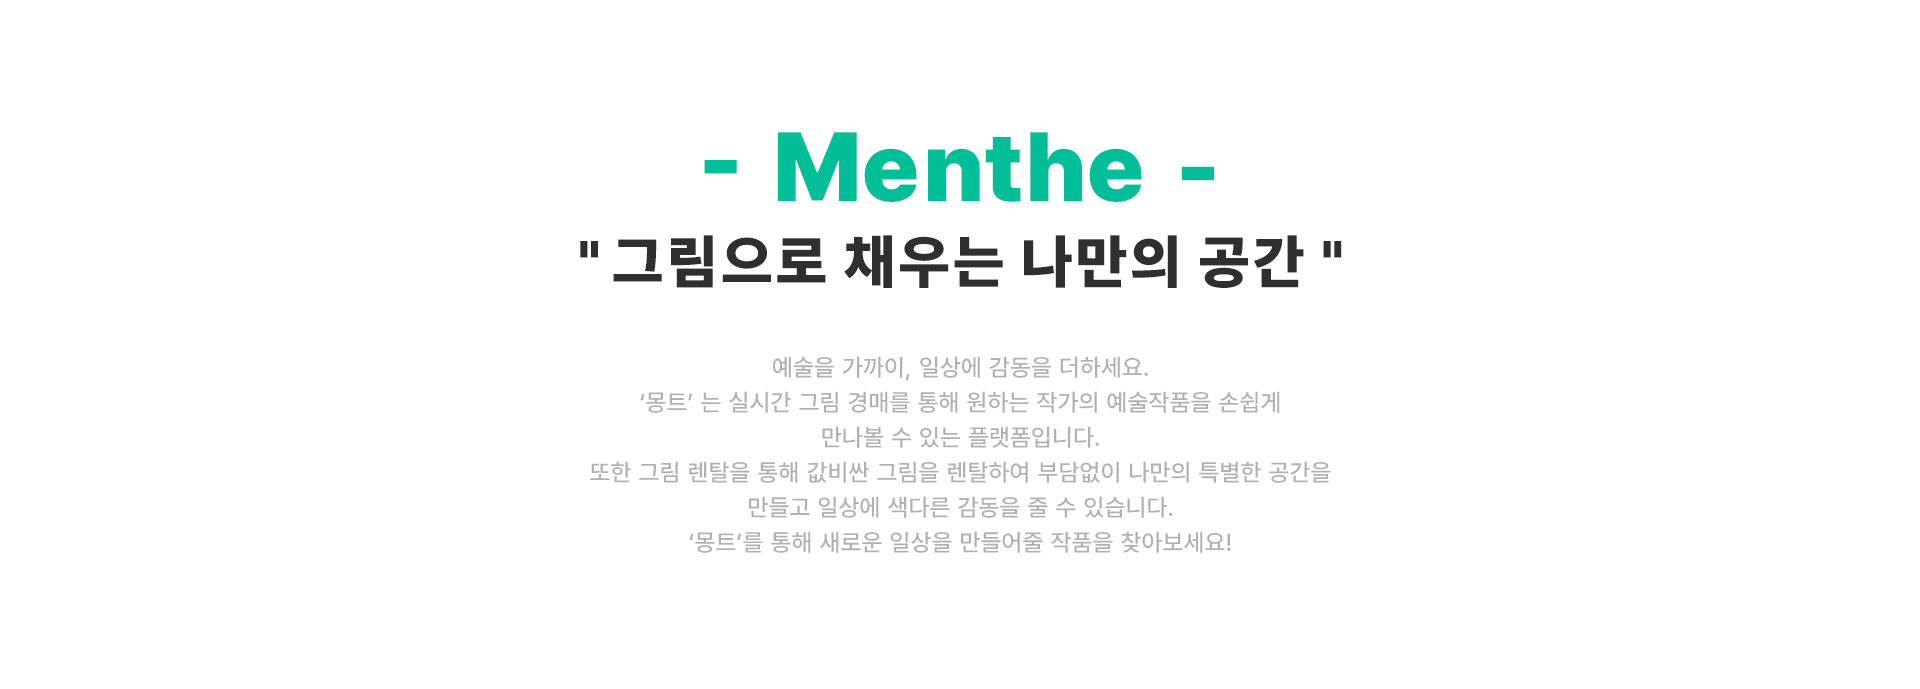 - Menthe -
" 그림으로 채우는 나만의 공간 "
예술을 가까이, 일상에 감동을 더하세요.
‘몽트’ 는 실시간 그림 경매를 통해 원하는 작가의 예술작품을 손쉽게
만나볼 수 있는 플랫폼입니다.
또한 그림 렌탈을 통해 값비싼 그림을 렌탈하여 부담없이 나만의 특별한 공간을
만들고 일상에 색다른 감동을 줄 수 있습니다.
‘몽트’를 통해 새로운 일상을 만들어줄 작품을 찾아보세요!